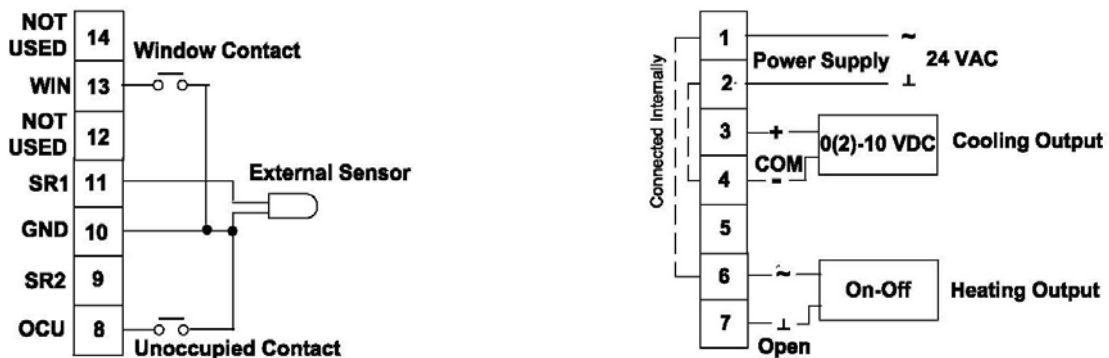 NOT
USED
14
Window Contact
WIN
13
NOT
USED
12
SR1
11
External Sensor
GND
10
SR2
9
OCU
8
Unoccupied Contact
Connected Internally
1
~
Power Supply
24 VAC
2
⊥
3
+
0(2)-10 VDC
Cooling Output
COM
4
-
5
6
~
On-Off
Heating Output
7
⊥
Open